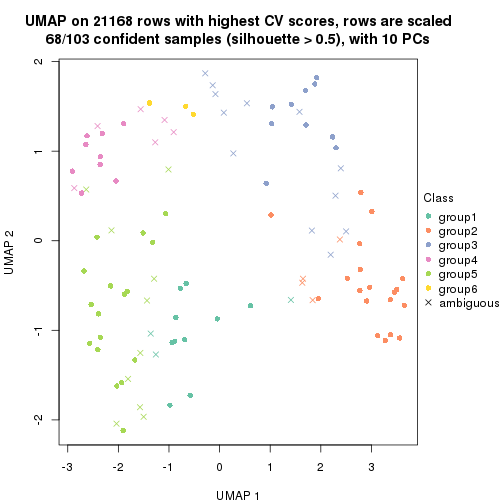 UMAP on 21168 rows with highest CV scores, rows are scaled
68/103 confident samples (silhouette > 0.5), with 10 PCs
UMAP 2
2
1
0
-1
-2
-3
-2
-1
0
1
2
3
UMAP 1
Class
group1
group2
group3
group4
group5
group6
ambiguous